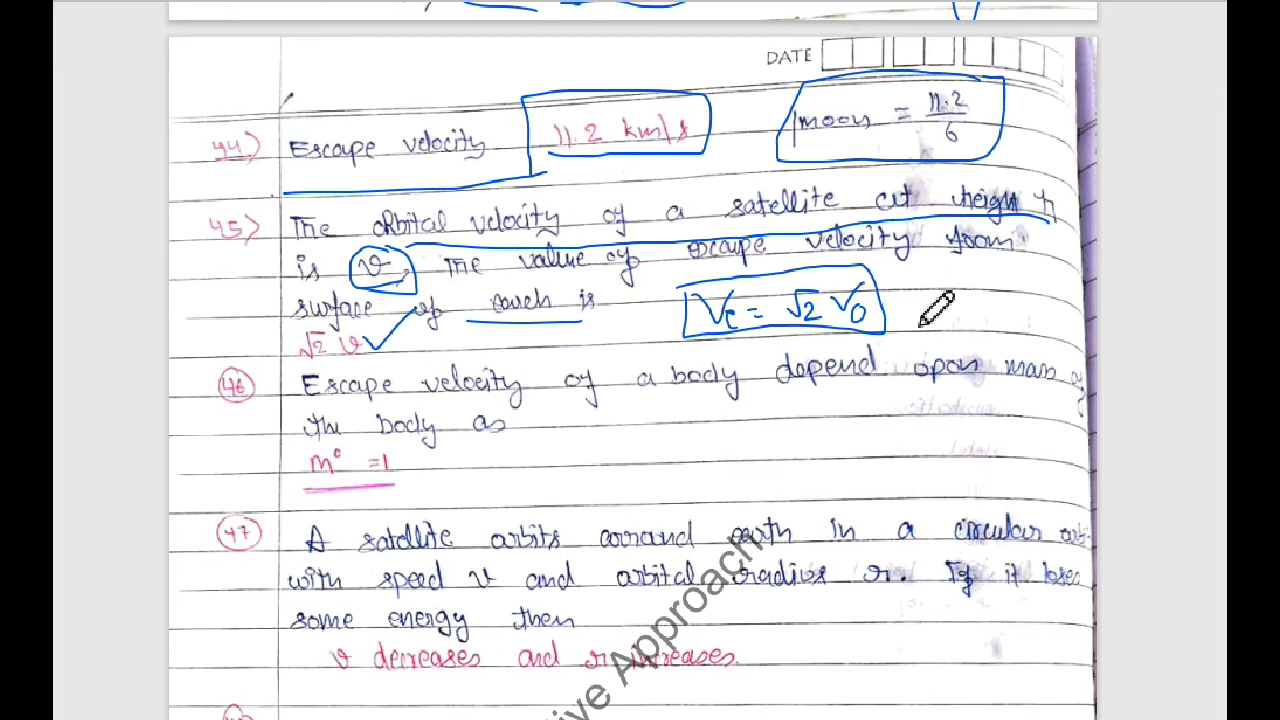 DATE
44) Escape velocity 11.2 km/s moon = 11.2/6
45) The orbital velocity of a satellite at height h
is v, The value of escape velocity from
surface of earth is Ve = √2 V0
√2 v
46) Escape velocity of a body depend upon mass of
the body as
m⁰ =1
47) A satellite orbits around earth in a circular
with speed v and orbital radius r. If it loses
some energy then
v decreases and r increases.
ive Approach